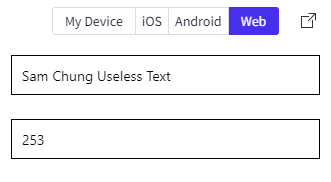 My Device iOS Android Web
Sam Chung Useless Text
253